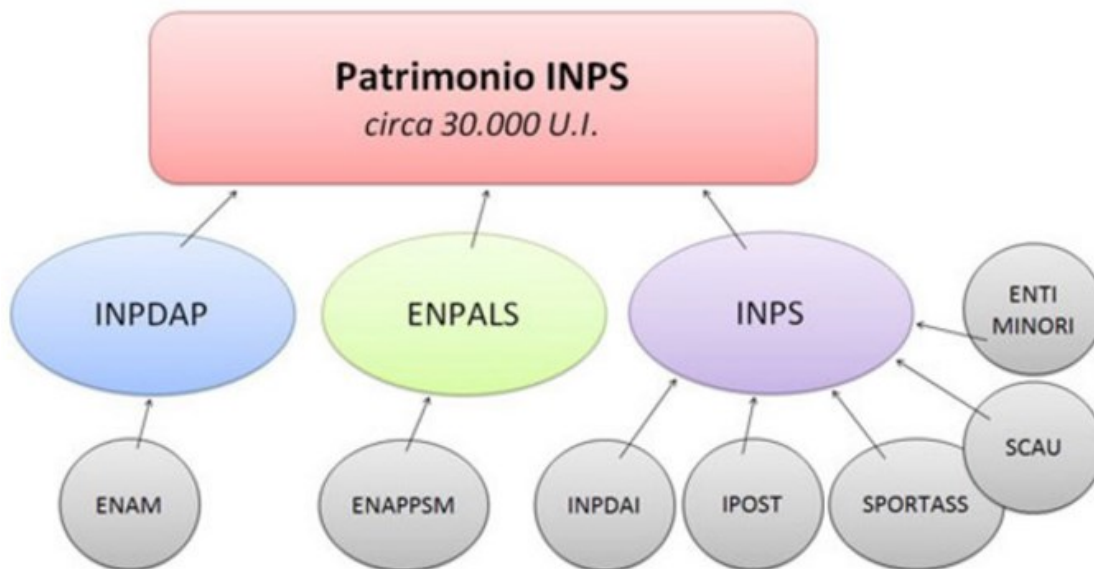 Patrimonio INPS
circa 30.000 U.I.
INPDAP
ENPALS
INPS
ENTI
MINORI
ENAM
ENAPPSM
INPDAI
IPOST
SPORTASS
SCAU